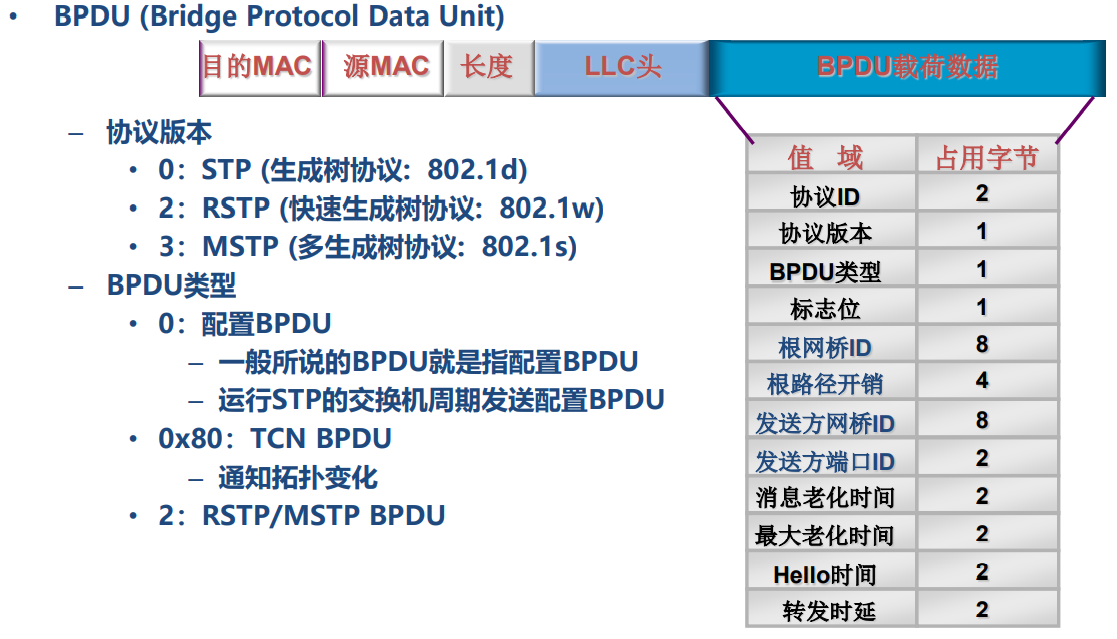 • BPDU (Bridge Protocol Data Unit)
目的MAC 源MAC 长度 LLC头 BPDU载荷数据
– 协议版本
• 0：STP (生成树协议: 802.1d)
• 2：RSTP (快速生成树协议: 802.1w)
• 3：MSTP (多生成树协议: 802.1s)
– BPDU类型
• 0：配置BPDU
– 一般所说的BPDU就是指配置BPDU
– 运行STP的交换机周期发送配置BPDU
• 0x80：TCN BPDU
– 通知拓扑变化
• 2：RSTP/MSTP BPDU
值 域 占用字节
协议ID 2
协议版本 1
BPDU类型 1
标志位 1
根网桥ID 8
根路径开销 4
发送方网桥ID 8
发送方端口ID 2
消息老化时间 2
最大老化时间 2
Hello时间 2
转发时延 2